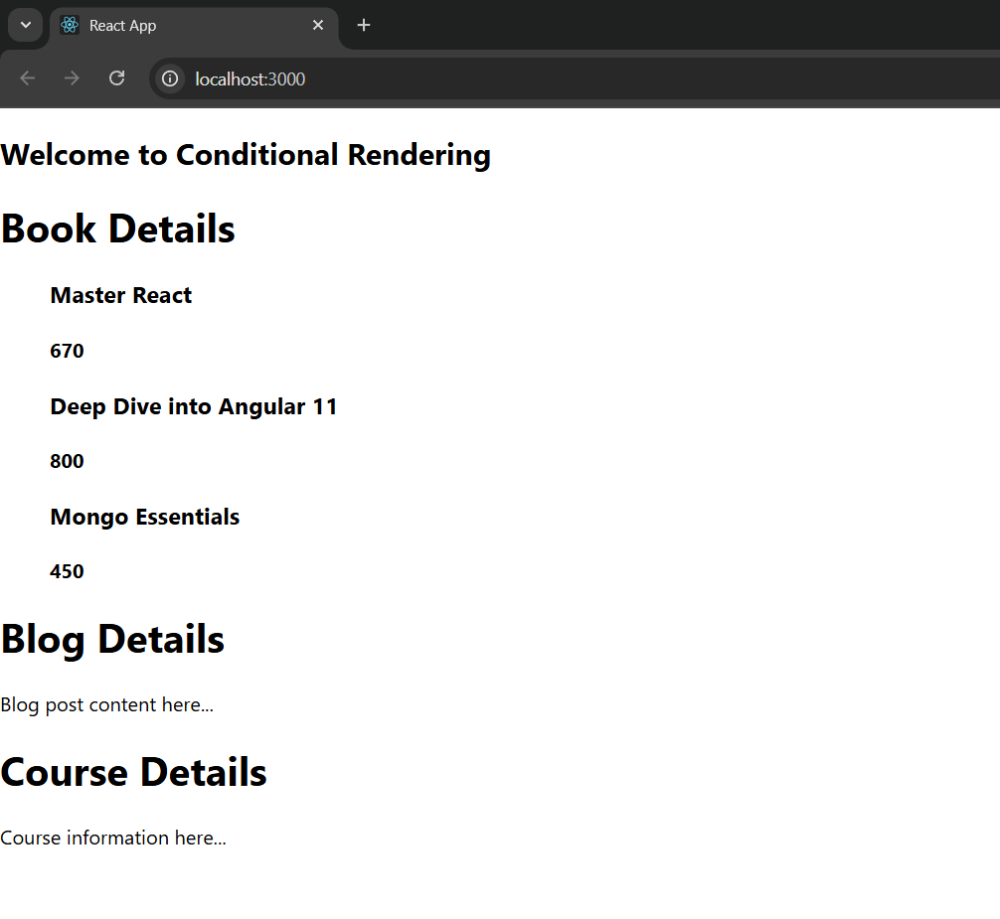 React App
localhost:3000
Welcome to Conditional Rendering
Book Details
Master React
670
Deep Dive into Angular 11
800
Mongo Essentials
450
Blog Details
Blog post content here...
Course Details
Course information here...